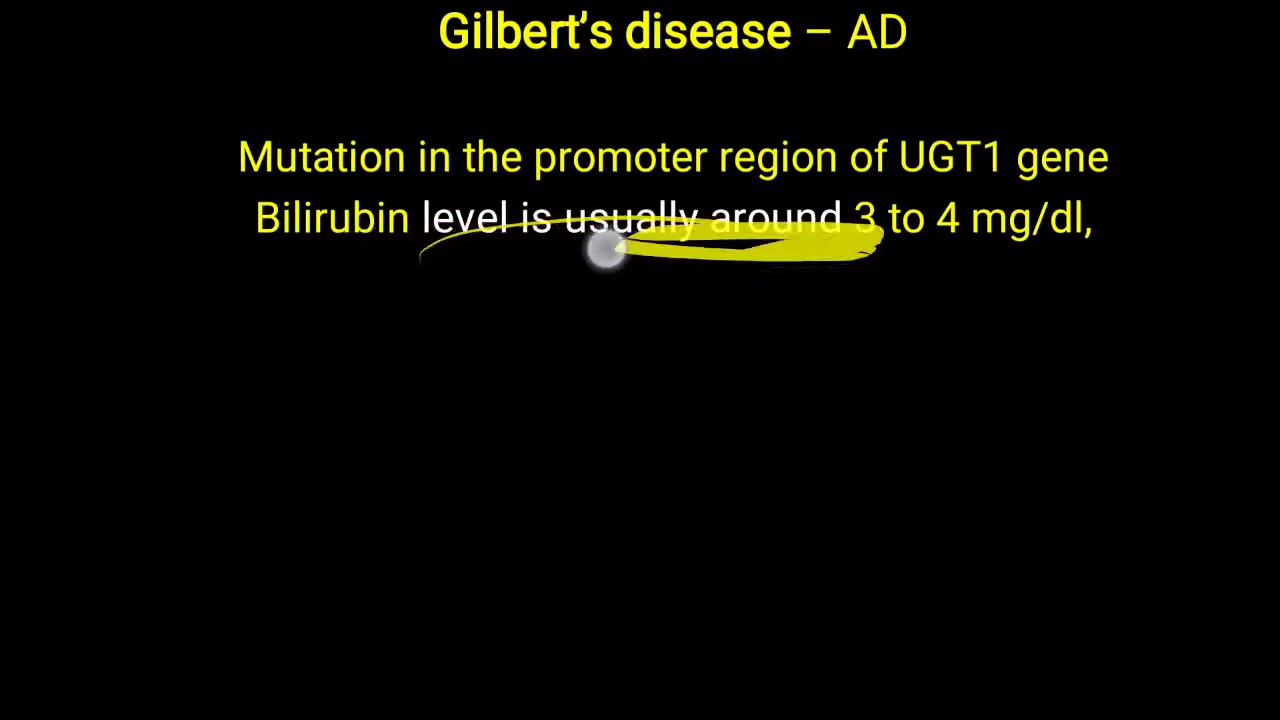 Gilbert’s disease – AD
Mutation in the promoter region of UGT1 gene
Bilirubin level is usually around 3 to 4 mg/dl,